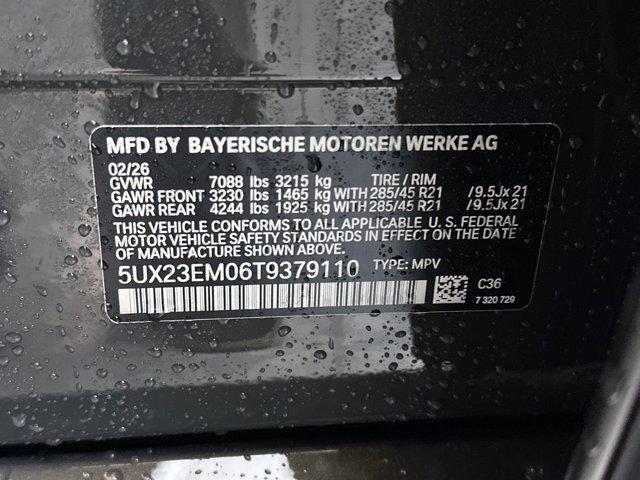 MFD BY BAYERISCHE MOTOREN WERKE AG
02/26
GVWR 7088 lbs 3215 kg TIRE / RIM
GAWR FRONT 3230 lbs 1465 kg WITH 285/45 R21 /9.5Jx 21
GAWR REAR 4244 lbs 1925 kg WITH 285/45 R21 /9.5Jx 21
THIS VEHICLE CONFORMS TO ALL APPLICABLE U. S. FEDERAL
MOTOR VEHICLE SAFETY STANDARDS IN EFFECT ON THE DATE
OF MANUFACTURE SHOWN ABOVE.
5UX23EM06T9379110 TYPE: MPV
C36
7 320 729